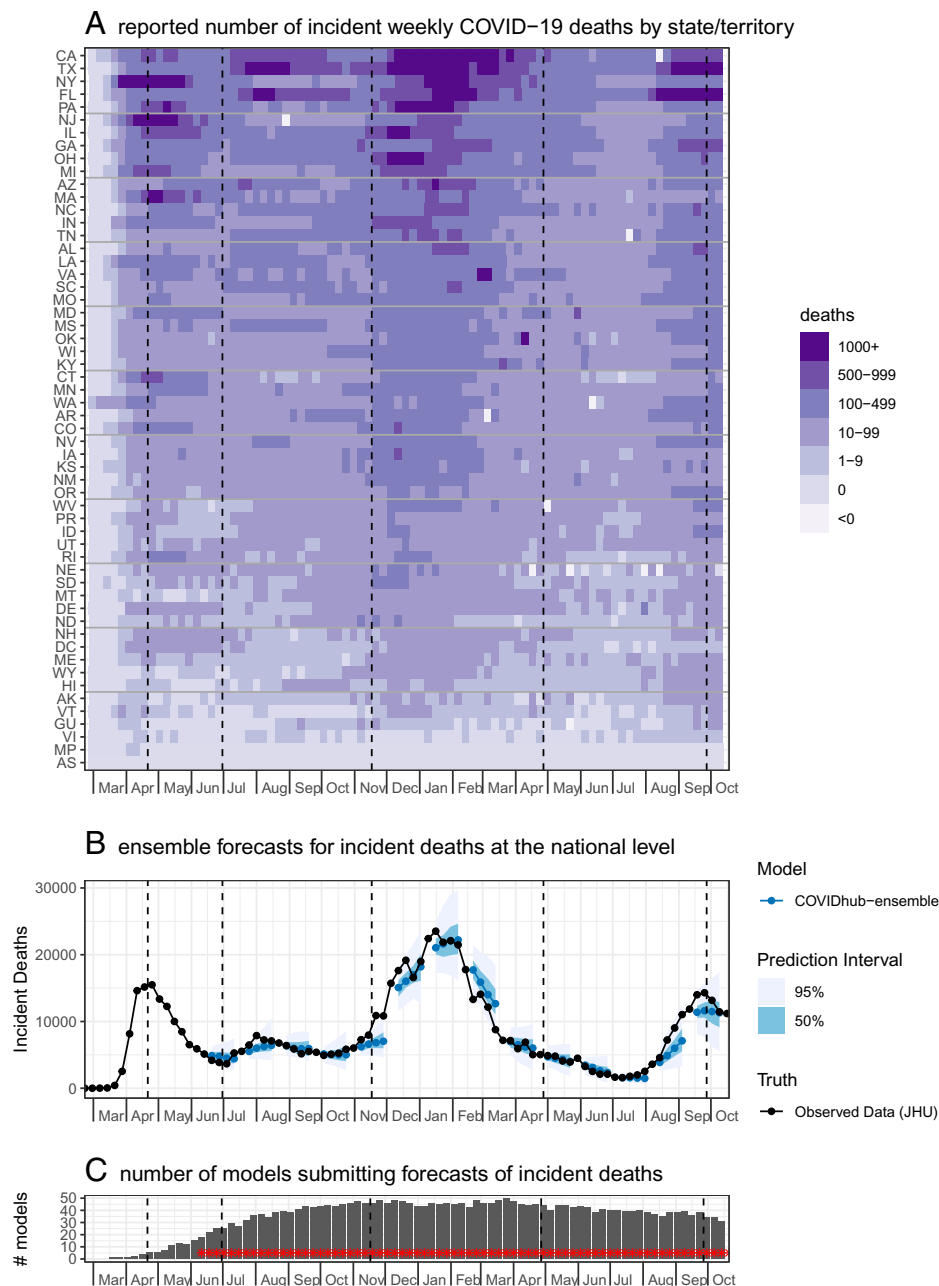 A reported number of incident weekly COVID−19 deaths by state/territory
CA
TX
NY
FL
PA
NJ
IL
GA
OH
MI
AZ
MA
NC
IN
TN
AL
LA
VA
SC
MO
MD
MS
OK
WI
KY
CT
MN
WA
AR
CO
NV
IA
KS
NM
OR
WV
PR
ID
UT
RI
NE
SD
MT
DE
ND
NH
DC
ME
WY
HI
AK
VT
GU
VI
MP
AS
Mar Apr May Jun Jul Aug Sep Oct Nov Dec Jan Feb Mar Apr May Jun Jul Aug Sep Oct
deaths
1000+
500−999
100−499
10−99
1−9
0
<0
B ensemble forecasts for incident deaths at the national level
Incident Deaths
30000
20000
10000
0
Mar Apr May Jun Jul Aug Sep Oct Nov Dec Jan Feb Mar Apr May Jun Jul Aug Sep Oct
Model
COVIDhub−ensemble
Prediction Interval
95%
50%
Truth
Observed Data (JHU)
C number of models submitting forecasts of incident deaths
# models
50
40
30
20
10
0
Mar Apr May Jun Jul Aug Sep Oct Nov Dec Jan Feb Mar Apr May Jun Jul Aug Sep Oct